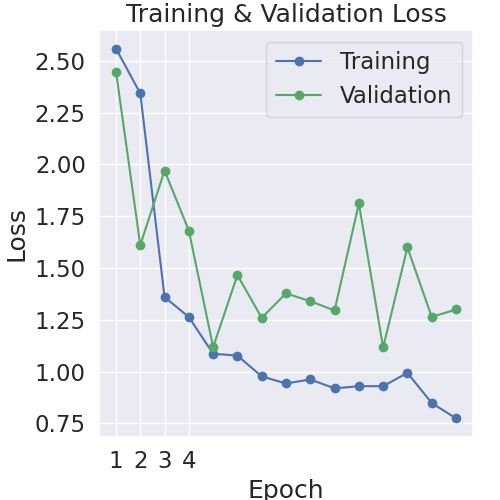 Training & Validation Loss
Training
Validation
2.50
2.25
2.00
1.75
1.50
1.25
1.00
0.75
Loss
1 2 3 4
Epoch